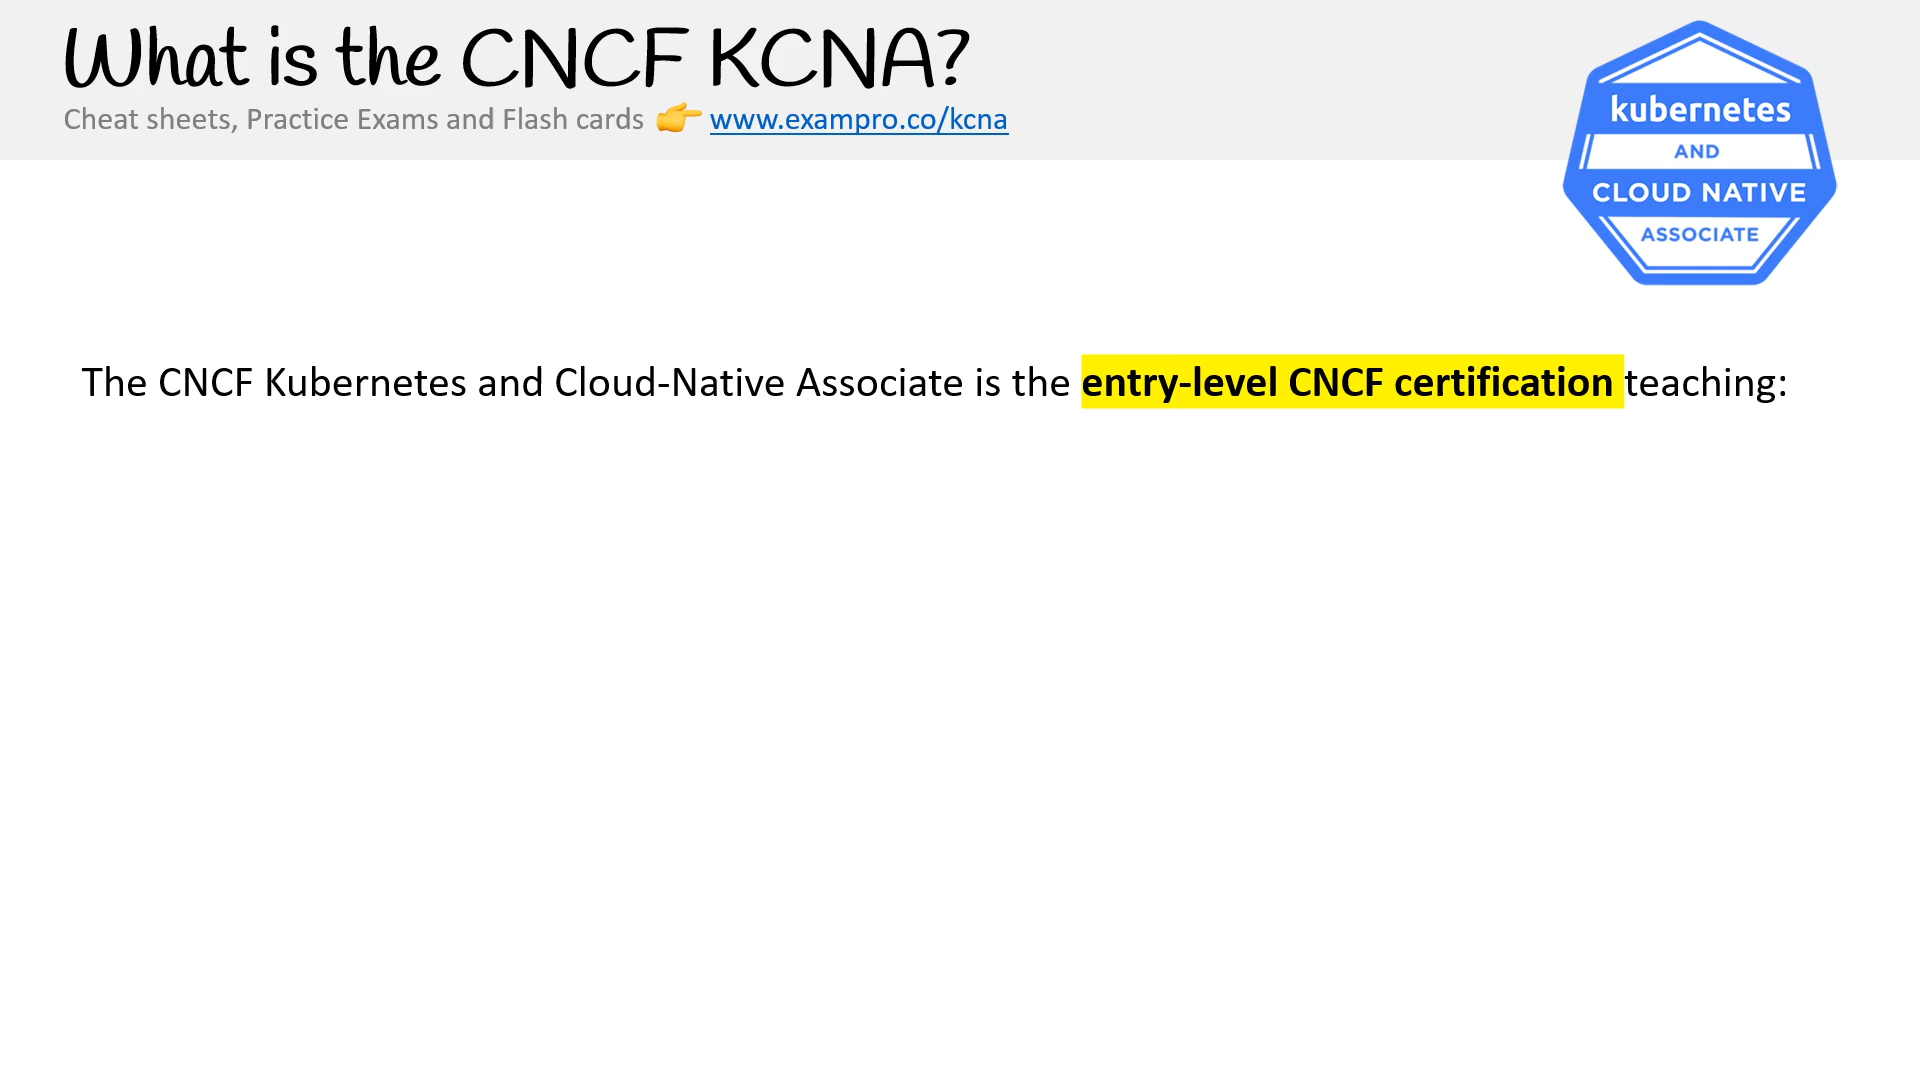 What is the CNCF KCNA?
Cheat sheets, Practice Exams and Flash cards 👉 www.exampro.co/kcna
kubernetes
AND
CLOUD NATIVE
ASSOCIATE
The CNCF Kubernetes and Cloud-Native Associate is the entry-level CNCF certification teaching: